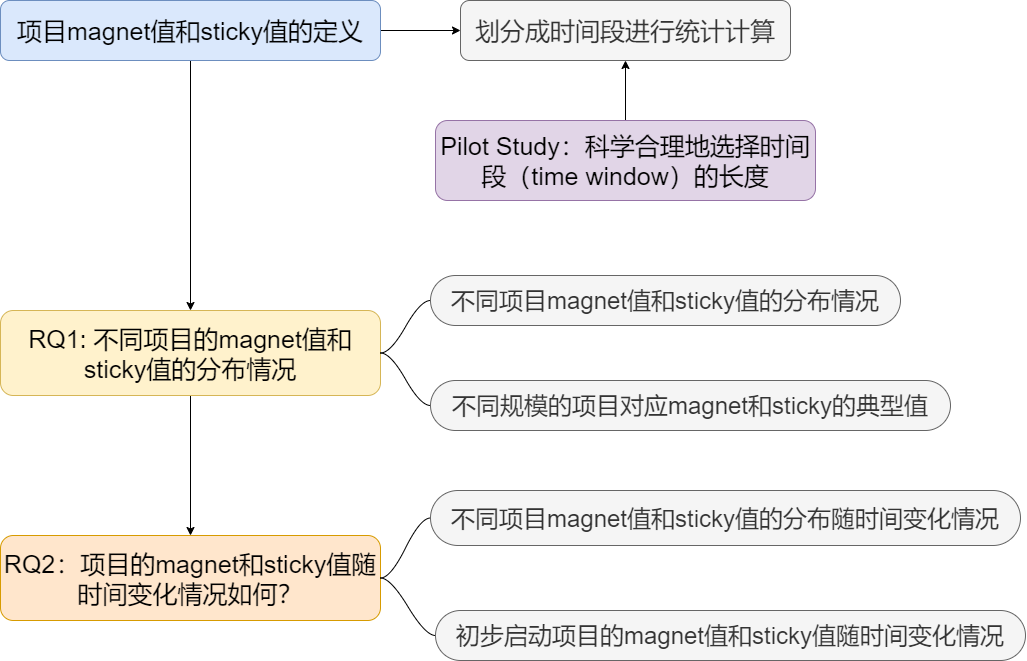 项目magnet值和sticky值的定义
划分成时间段进行统计计算
Pilot Study：科学合理地选择时间
段（time window）的长度
RQ1: 不同项目的magnet值和
sticky值的分布情况
不同项目magnet值和sticky值的分布情况
不同规模的项目对应magnet和sticky的典型值
RQ2：项目的magnet和sticky值随
时间变化情况如何？
不同项目magnet值和sticky值的分布随时间变化情况
初步启动项目的magnet值和sticky值随时间变化情况